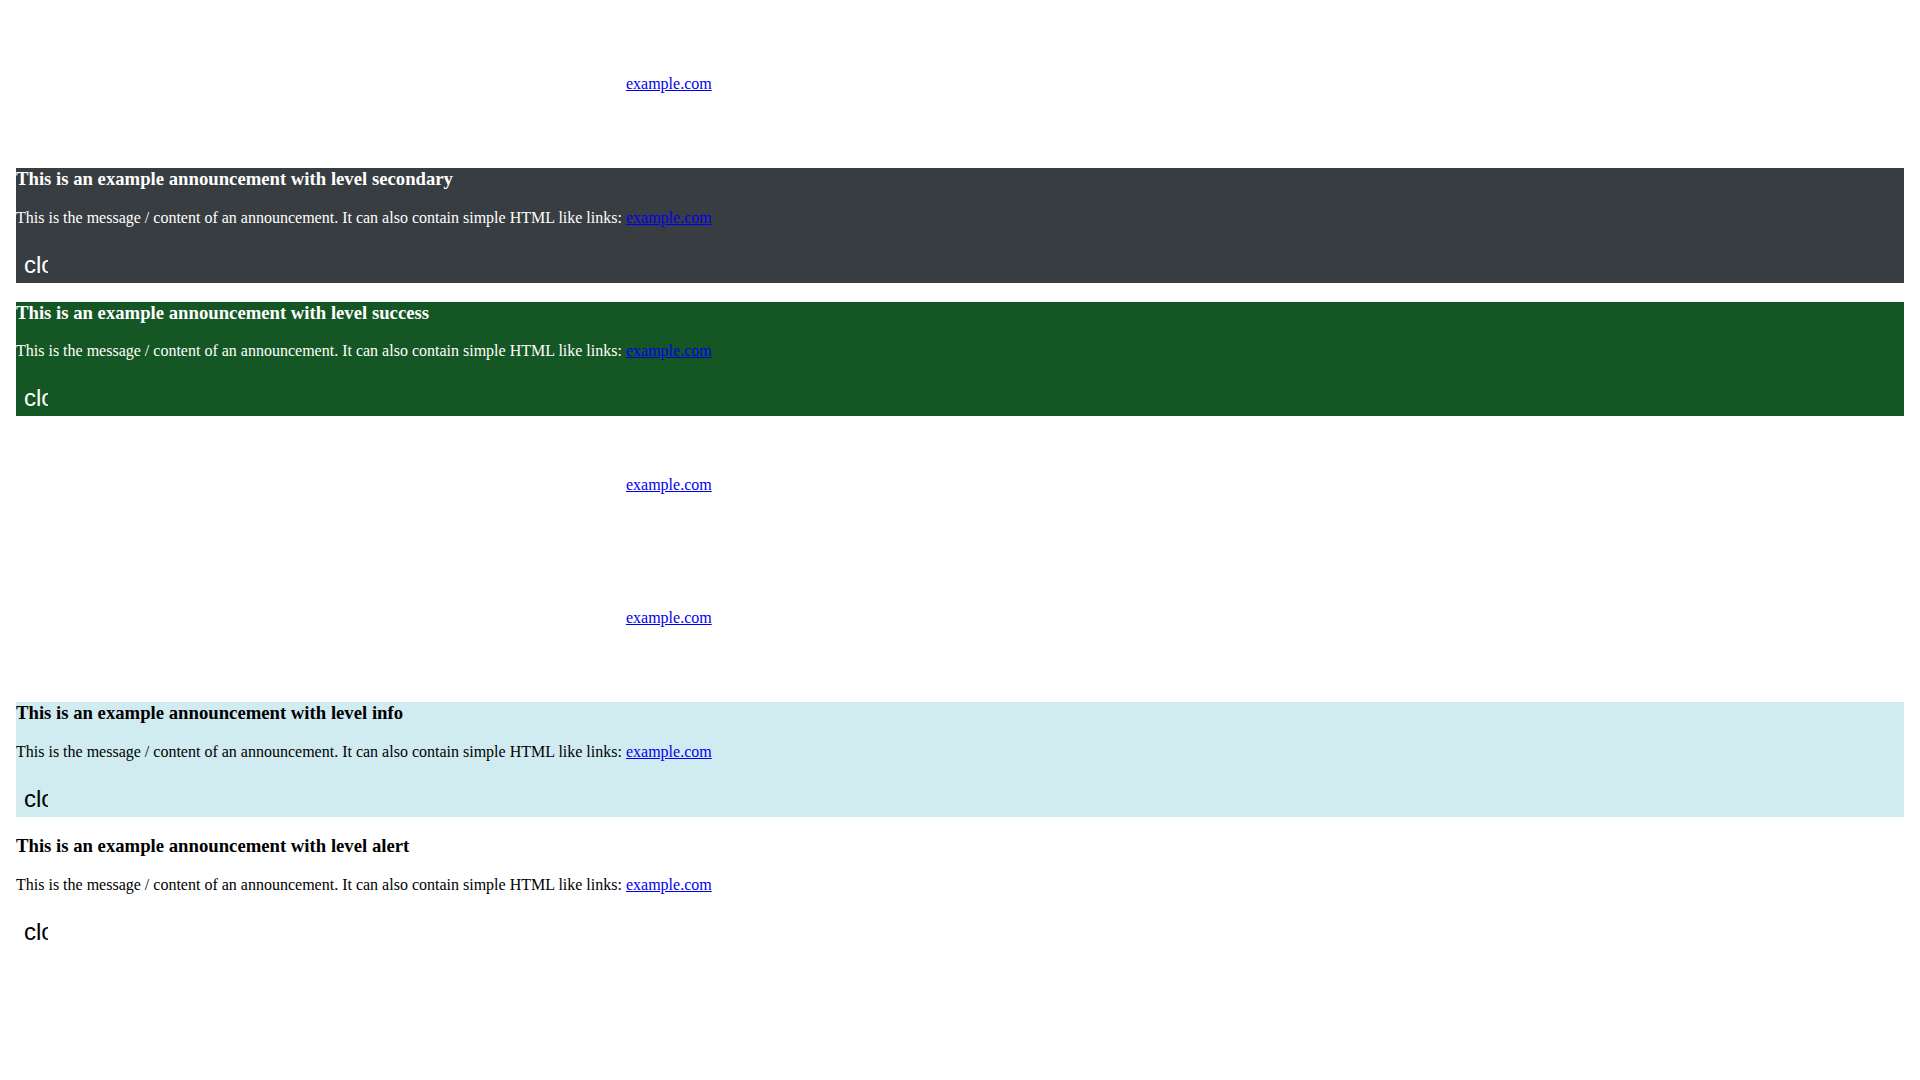 example.com
This is an example announcement with level secondary
This is the message / content of an announcement. It can also contain simple HTML like links: example.com
clo
This is an example announcement with level success
This is the message / content of an announcement. It can also contain simple HTML like links: example.com
clo
example.com
example.com
This is an example announcement with level info
This is the message / content of an announcement. It can also contain simple HTML like links: example.com
clo
This is an example announcement with level alert
This is the message / content of an announcement. It can also contain simple HTML like links: example.com
clo